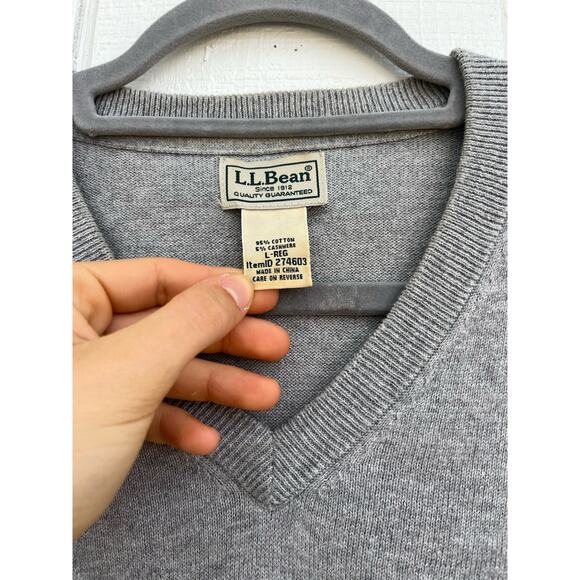 L.L.Bean®
Since 1912
QUALITY GUARANTEED
95% COTTON
5% CASHMERE
L-REG
ItemID 274603
MADE IN CHINA
CARE ON REVERSE